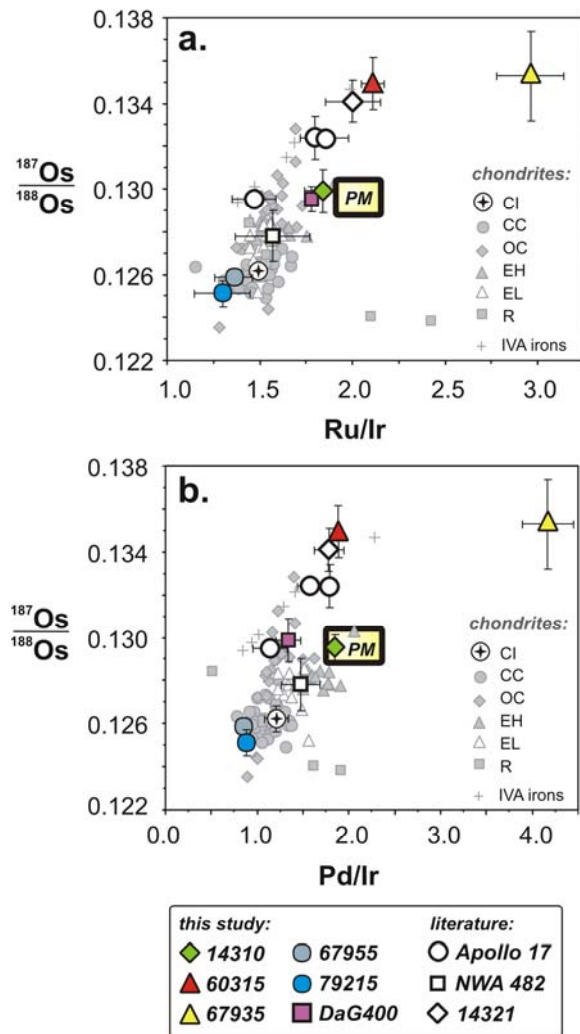 a.
0.138
0.134
0.130
0.126
0.122
187Os
188Os
PM
chondrites:
CI
CC
OC
EH
EL
R
IVA irons
1.0 1.5 2.0 2.5 3.0
Ru/Ir
b.
0.138
0.134
0.130
0.126
0.122
187Os
188Os
PM
chondrites:
CI
CC
OC
EH
EL
R
IVA irons
0.0 1.0 2.0 3.0 4.0
Pd/Ir
this study: literature:
14310 67955 Apollo 17
60315 79215 NWA 482
67935 DaG400 14321